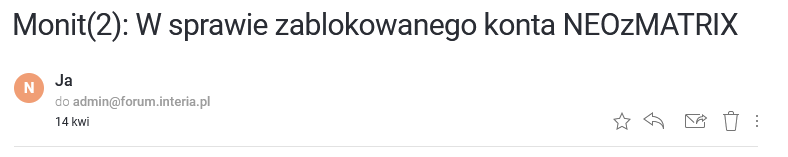 Monit(2): W sprawie zablokowanego konta NEOzMATRIX
N
Ja
do admin@forum.interia.pl
14 kwi